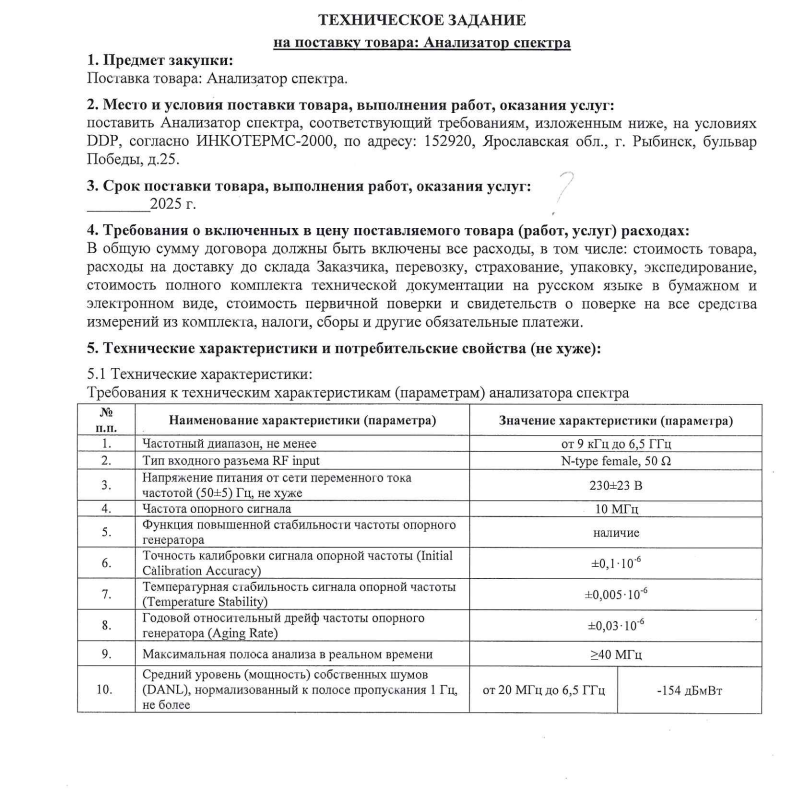 ТЕХНИЧЕСКОЕ ЗАДАНИЕ
на поставку товара: Анализатор спектра
1. Предмет закупки:
Поставка товара: Анализатор спектра.
2. Место и условия поставки товара, выполнения работ, оказания услуг:
поставить Анализатор спектра, соответствующий требованиям, изложенным ниже, на условиях
DDP, согласно ИНКОТЕРМС-2000, по адресу: 152920, Ярославская обл., г. Рыбинск, бульвар
Победы, д.25.
3. Срок поставки товара, выполнения работ, оказания услуг:
?
________2025 г.
4. Требования о включенных в цену поставляемого товара (работ, услуг) расходах:
В общую сумму договора должны быть включены все расходы, в том числе: стоимость товара,
расходы на доставку до склада Заказчика, перевозку, страхование, упаковку, экспедирование,
стоимость полного комплекта технической документации на русском языке в бумажном и
электронном виде, стоимость первичной поверки и свидетельств о поверке на все средства
измерений из комплекта, налоги, сборы и другие обязательные платежи.
5. Технические характеристики и потребительские свойства (не хуже):
5.1 Технические характеристики:
Требования к техническим характеристикам (параметрам) анализатора спектра
№ п.п. Наименование характеристики (параметра) Значение характеристики (параметра)
1. Частотный диапазон, не менее от 9 кГц до 6,5 ГГц
2. Тип входного разъема RF input N-type female, 50 Ω
3. Напряжение питания от сети переменного тока
частотой (50±5) Гц, не хуже 230±23 В
4. Частота опорного сигнала 10 МГц
5. Функция повышенной стабильности частоты опорного
генератора наличие
6. Точность калибровки сигнала опорной частоты (Initial
Calibration Accuracy) ±0,1·10⁻⁶
7. Температурная стабильность сигнала опорной частоты
(Temperature Stability) ±0,005·10⁻⁶
8. Годовой относительный дрейф частоты опорного
генератора (Aging Rate) ±0,03·10⁻⁶
9. Максимальная полоса анализа в реальном времени ≥40 МГц
10. Средний уровень (мощность) собственных шумов
(DANL), нормализованный к полосе пропускания 1 Гц,
не более от 20 МГц до 6,5 ГГц -154 дБмВт